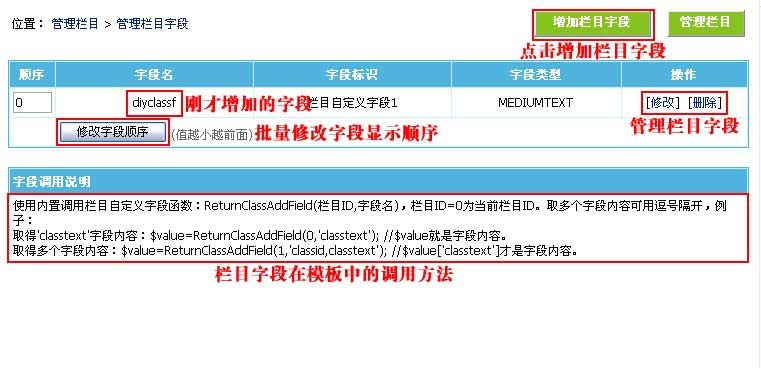 位置： 管理栏目 > 管理栏目字段
增加栏目字段
管理栏目
点击增加栏目字段
顺序 字段名 字段标识 字段类型 操作
0 diyclassf 刚才增加的字段 栏目自定义字段1 MEDIUMTEXT [修改] [删除]
修改字段顺序 (值越小越前面) 批量修改字段显示顺序
管理栏目字段
字段调用说明
使用内置调用栏目自定义字段函数：ReturnClassAddField(栏目ID,字段名)，栏目ID=0为当前栏目ID。取多个字段内容可用逗号隔开，例
子：
取得'classtext'字段内容：$value=ReturnClassAddField(0,'classtext'); //$value就是字段内容。
取得多个字段内容：$value=ReturnClassAddField(1,'classid,classtext'); //$value['classtext']才是字段内容。
栏目字段在模板中的调用方法